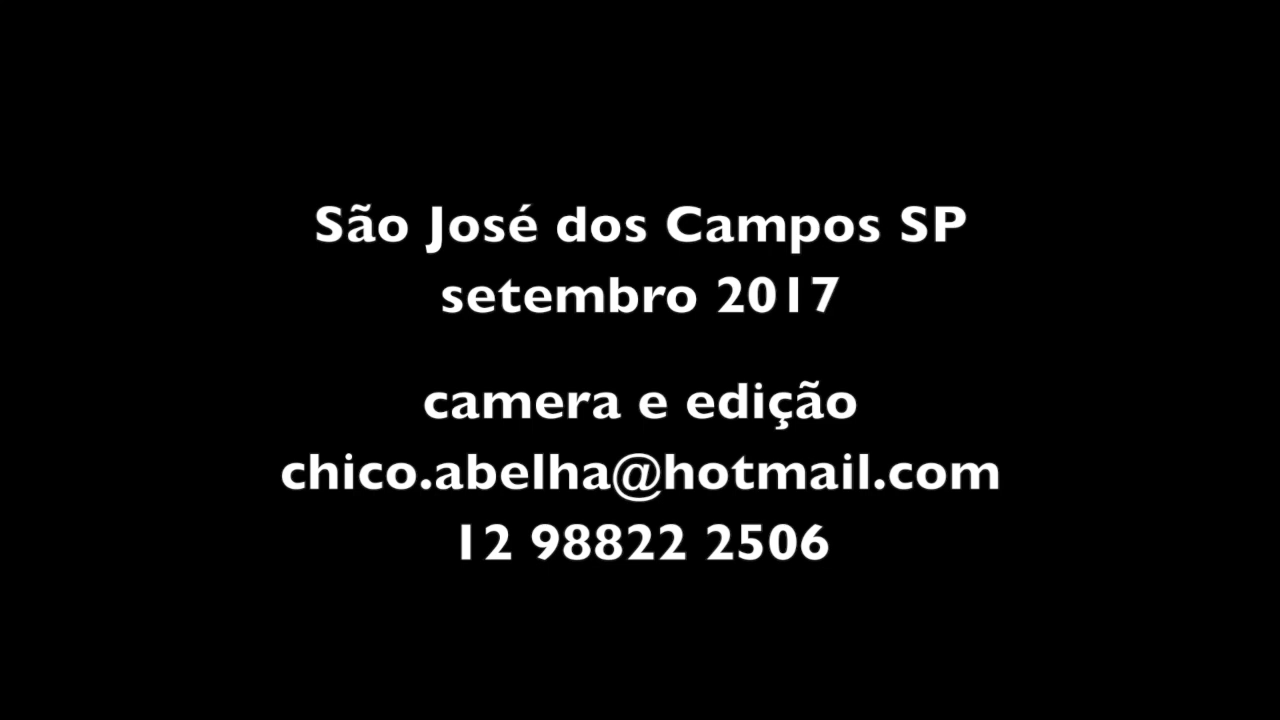 São José dos Campos SP
setembro 2017
camera e edição
chico.abelha@hotmail.com
12 98822 2506